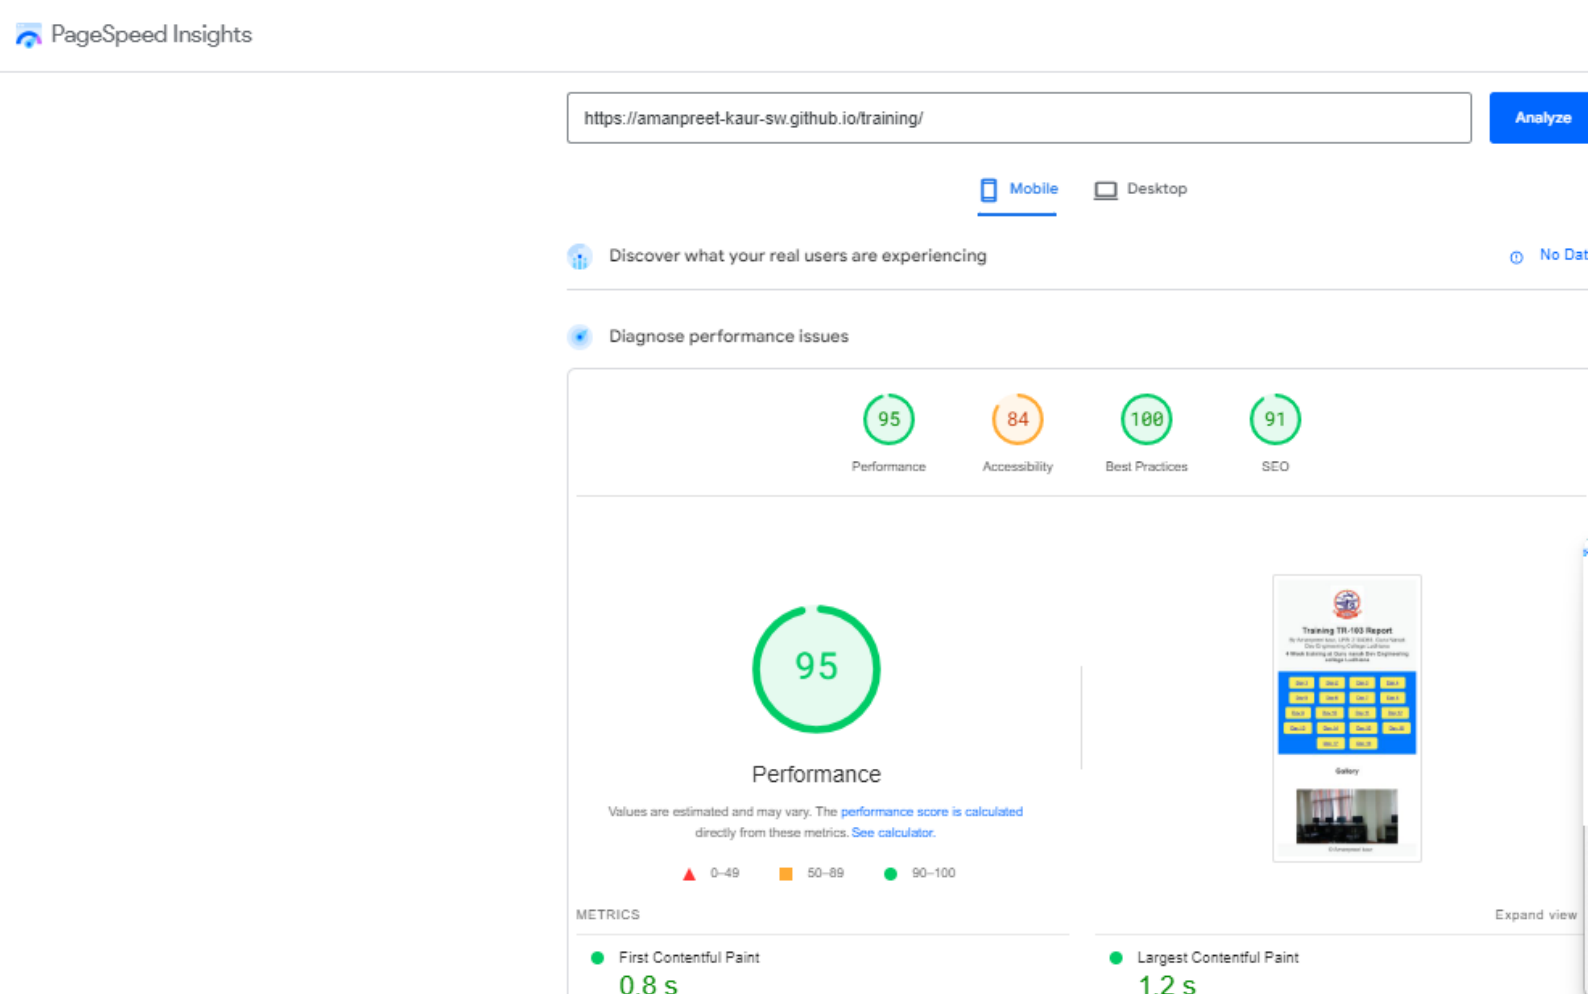 PageSpeed Insights
https://amanpreet-kaur-sw.github.io/training/
Analyze
Mobile
Desktop
Discover what your real users are experiencing
No Dat
Diagnose performance issues
95
84
100
91
Performance
Accessibility
Best Practices
SEO
95
Performance
Values are estimated and may vary. The performance score is calculated
directly from these metrics. See calculator.
0–49
50–89
90–100
Training TR-103 Report
Gallery
METRICS
Expand view
First Contentful Paint
0.8 s
Largest Contentful Paint
1.2 s